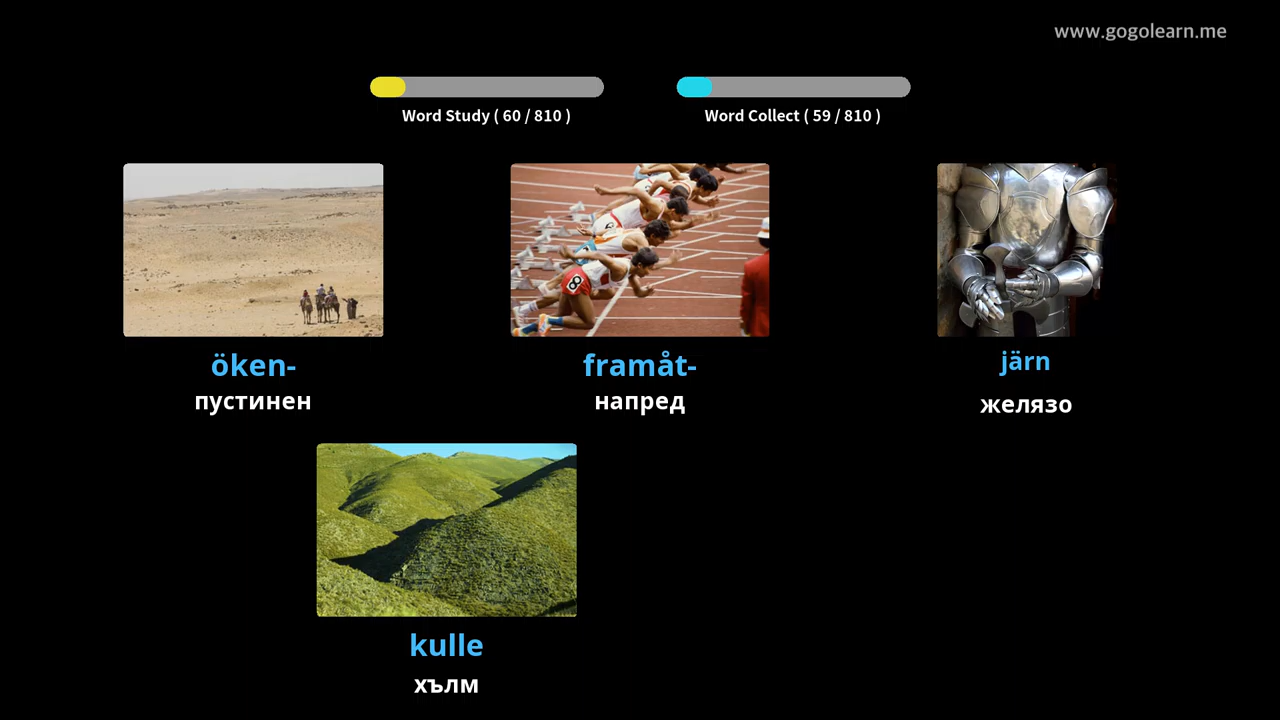 www.gogolearn.me
Word Study ( 60 / 810 )
Word Collect ( 59 / 810 )
öken-
framåt-
järn
пустинен
напред
желязо
kulle
хълм